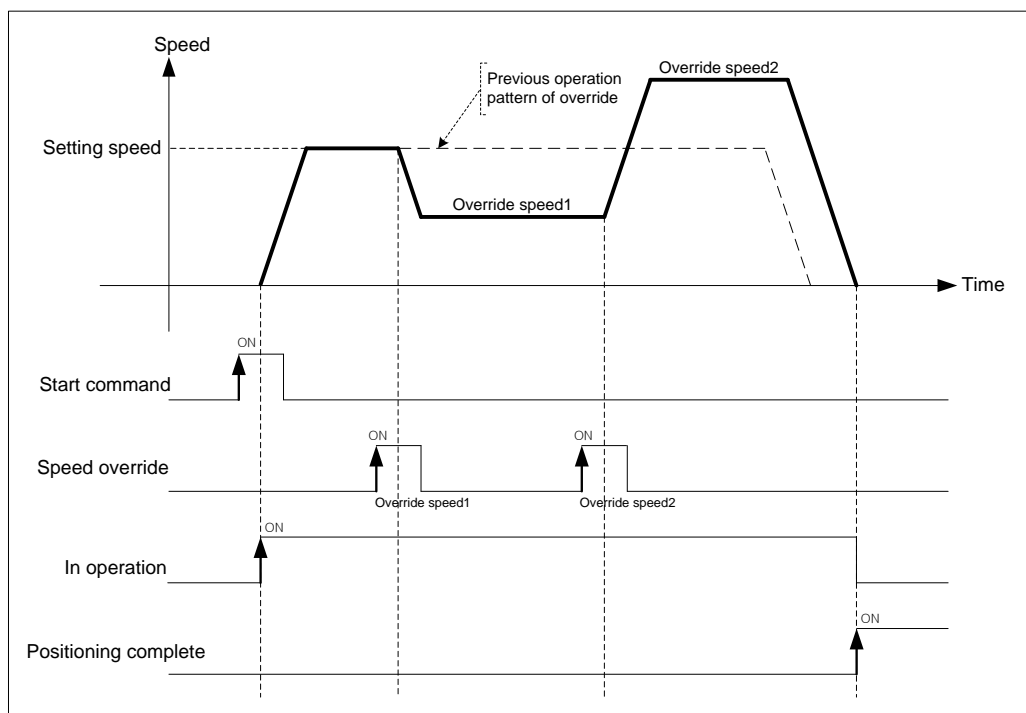 Speed
Override speed2
Previous operation
pattern of override
Setting speed
Override speed1
Time
ON
Start command
ON
ON
Speed override
Override speed1
Override speed2
ON
In operation
ON
Positioning complete